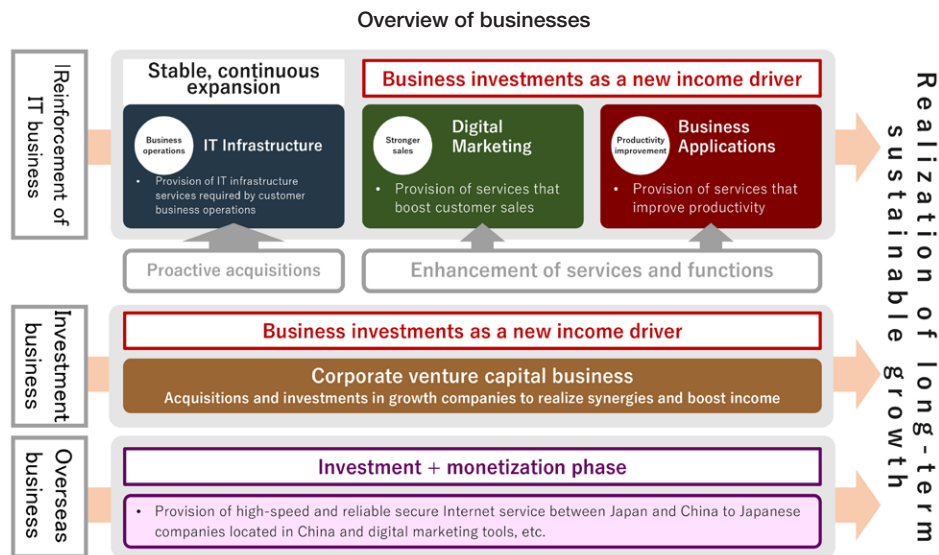 Overview of businesses
|Reinforcement of
IT business
Stable, continuous
expansion
Business investments as a new income driver
Business
operations
IT Infrastructure
• Provision of IT infrastructure
services required by customer
business operations
Stronger
sales
Digital
Marketing
• Provision of services that
boost customer sales
Productivity
improvement
Business
Applications
• Provision of services that
improve productivity
Proactive acquisitions
Enhancement of services and functions
Investment
business
Business investments as a new income driver
Corporate venture capital business
Acquisitions and investments in growth companies to realize synergies and boost income
Overseas
business
Investment + monetization phase
• Provision of high-speed and reliable secure Internet service between Japan and China to Japanese
companies located in China and digital marketing tools, etc.
Realization of long-term
sustainable growth